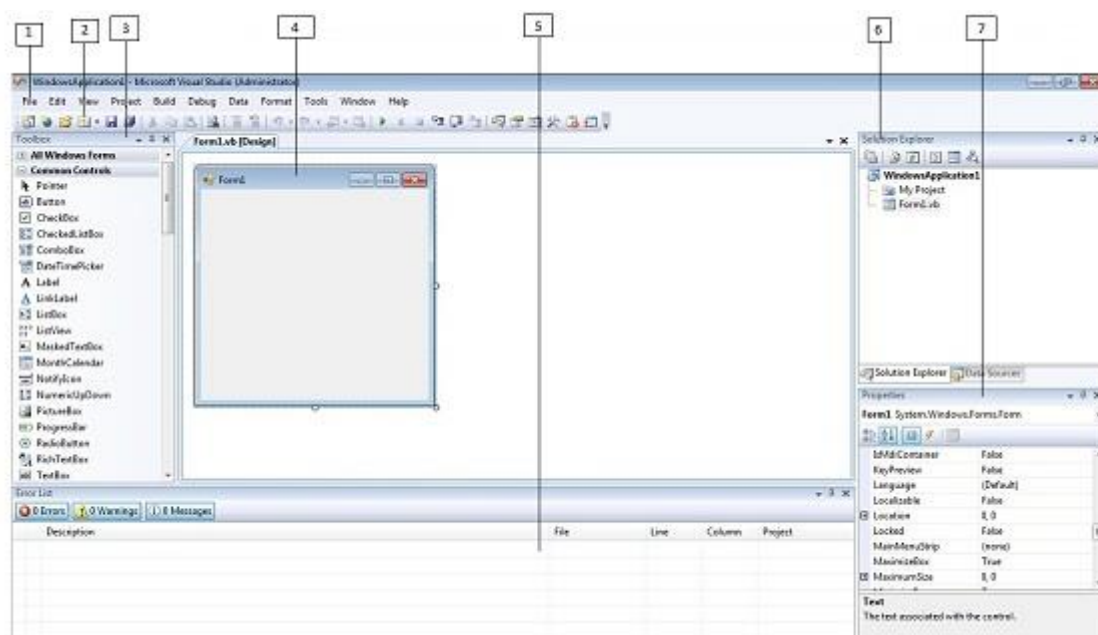 1 2 3 4 5 6 7
WindowsApplication1 - Microsoft Visual Studio (Administrator)
File Edit View Project Build Debug Data Format Tools Window Help
Toolbox
All Windows Forms
Common Controls
Pointer
Button
CheckBox
CheckedListBox
ComboBox
DateTimePicker
A Label
A LinkLabel
ListBox
ListView
MaskedTextBox
MonthCalendar
NotifyIcon
NumericUpDown
PictureBox
ProgressBar
RadioButton
RichTextBox
TextBox
Form1.vb [Design]
Form1
Solution Explorer
WindowsApplication1
My Project
Form1.vb
Solution Explorer Data Sources
Properties
Form1 System.Windows.Forms.Form
IsMdiContainer False
KeyPreview False
Language (Default)
Localizable False
Location 0, 0
Locked False
MainMenuStrip (none)
MaximizeBox True
MaximumSize 0, 0
Text
The text associated with the control.
Error List
0 Errors 0 Warnings 0 Messages
Description File Line Column Project